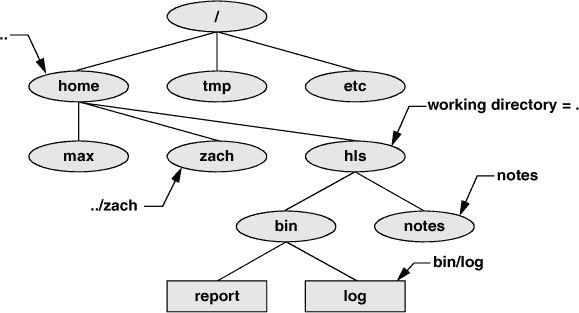 /
..
home
tmp
etc
working directory = .
max
zach
hls
../zach
notes
bin
notes
bin/log
report
log